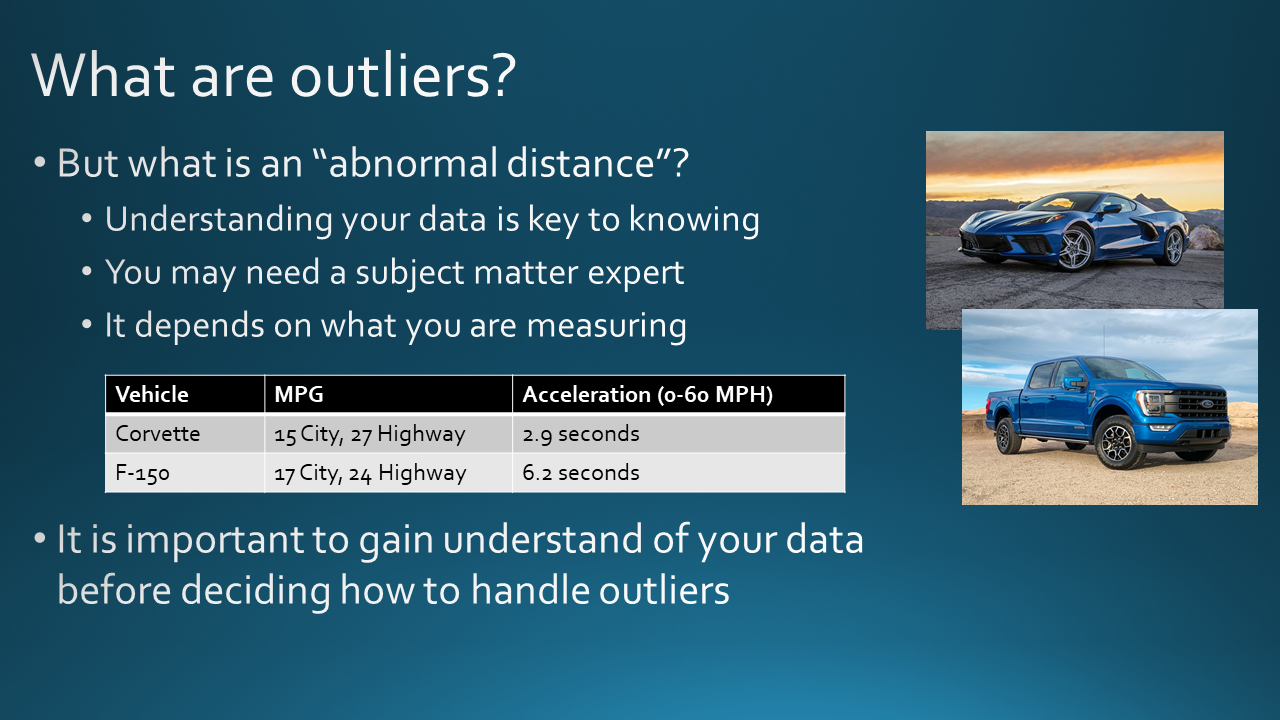 What are outliers?
• But what is an “abnormal distance”?
• Understanding your data is key to knowing
• You may need a subject matter expert
• It depends on what you are measuring
Vehicle MPG Acceleration (0-60 MPH)
Corvette 15 City, 27 Highway 2.9 seconds
F-150 17 City, 24 Highway 6.2 seconds
• It is important to gain understand of your data
before deciding how to handle outliers